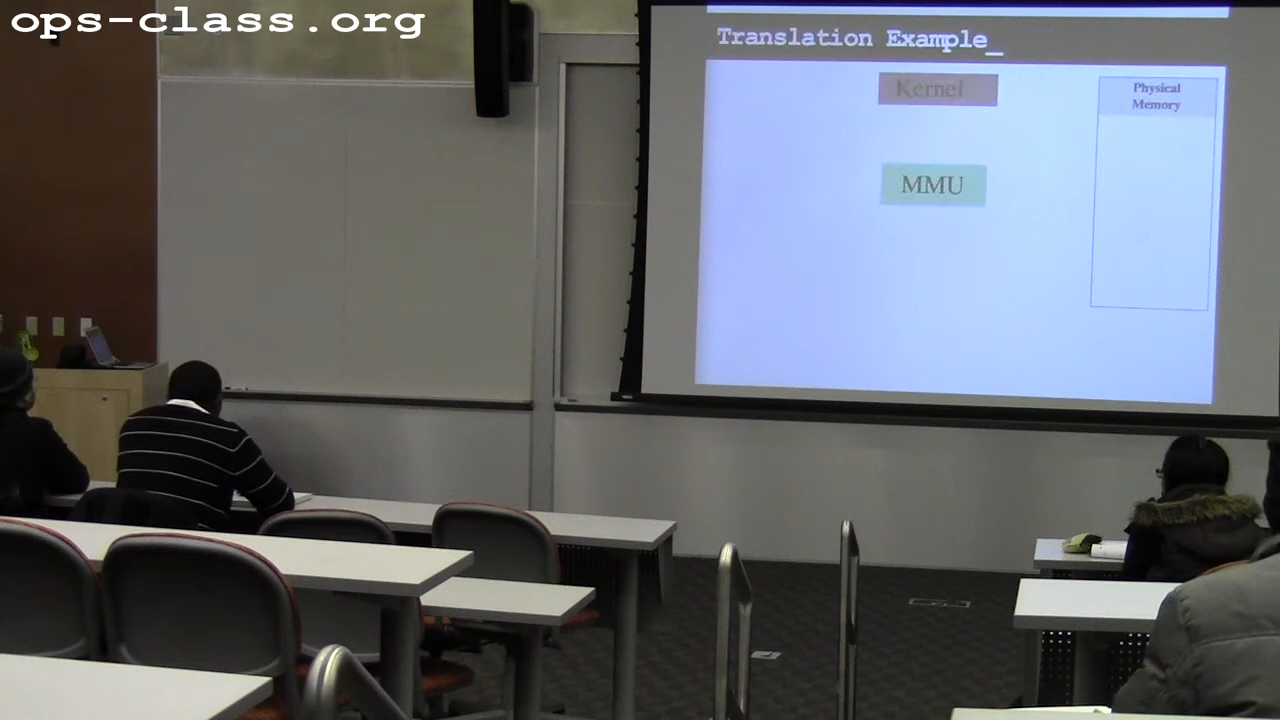 ops-class.org
Translation Example_
Kernel
Physical
Memory
MMU